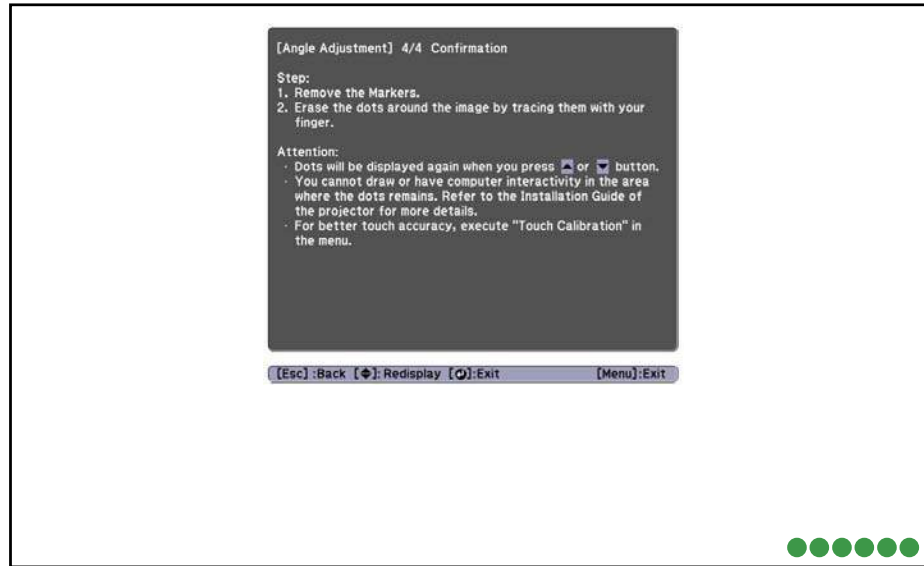 [Angle Adjustment] 4/4 Confirmation
Step:
1. Remove the Markers.
2. Erase the dots around the image by tracing them with your
finger.
Attention:
· Dots will be displayed again when you press ▲ or ▼ button.
· You cannot draw or have computer interactivity in the area
where the dots remains. Refer to the Installation Guide of
the projector for more details.
· For better touch accuracy, execute "Touch Calibration" in
the menu.
[Esc] :Back [◆]: Redisplay [⏎]:Exit [Menu]:Exit